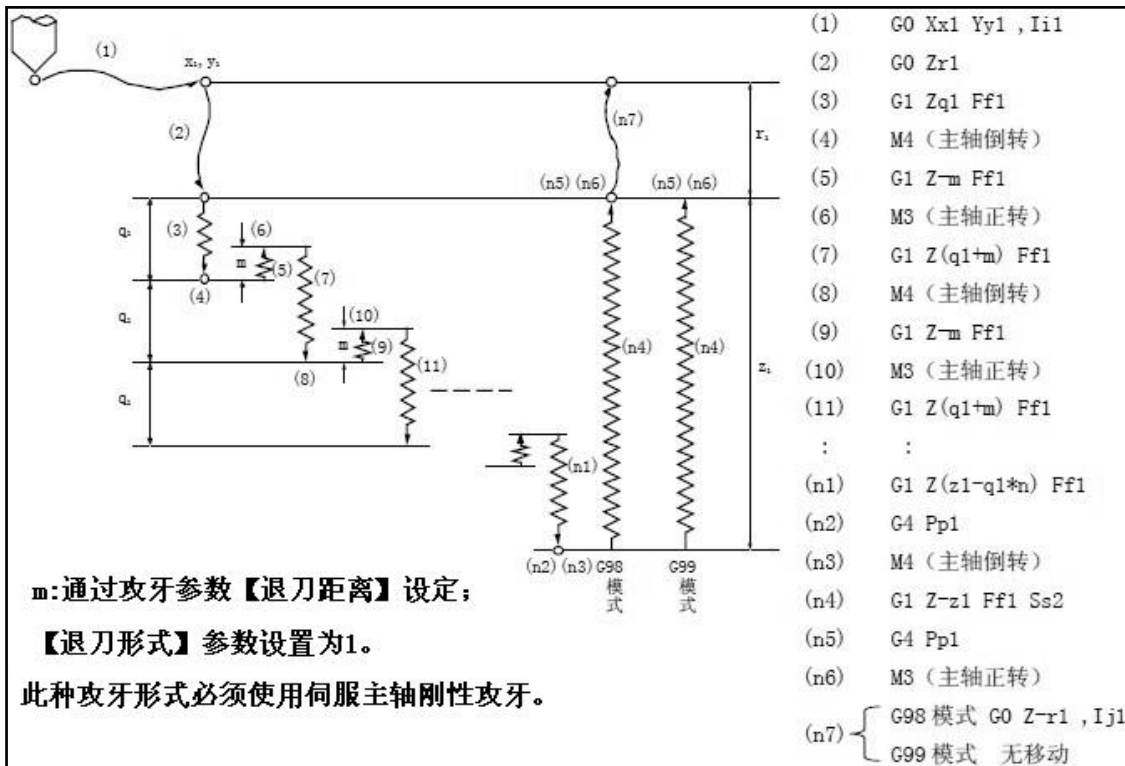 (1) G0 Xx1 Yy1 ,Ii1
(2) G0 Zr1
(3) G1 Zq1 Ff1
(4) M4（主轴倒转）
(5) G1 Z-m Ff1
(6) M3（主轴正转）
(7) G1 Z(q1+m) Ff1
(8) M4（主轴倒转）
(9) G1 Z-m Ff1
(10) M3（主轴正转）
(11) G1 Z(q1+m) Ff1
: :
(n1) G1 Z(z1-q1*n) Ff1
(n2) G4 Pp1
(n3) M4（主轴倒转）
(n4) G1 Z-z1 Ff1 Ss2
(n5) G4 Pp1
(n6) M3（主轴正转）
(n7) G98 模式 G0 Z-r1 ,Ij1
G99 模式 无移动
(1)
x₁, y₁
(2)
(n7)
r₁
(n5)(n6)
(n5)(n6)
q₁
(3)
(6)
m
(5)
(7)
(4)
q₁
(10)
m
(9)
(11)
(8)
q₁
(n4)
(n4)
z₁
(n1)
(n2)(n3)
G98
模
式
G99
模
式
m:通过攻牙参数【退刀距离】设定；
【退刀形式】参数设置为1。
此种攻牙形式必须使用伺服主轴刚性攻牙。